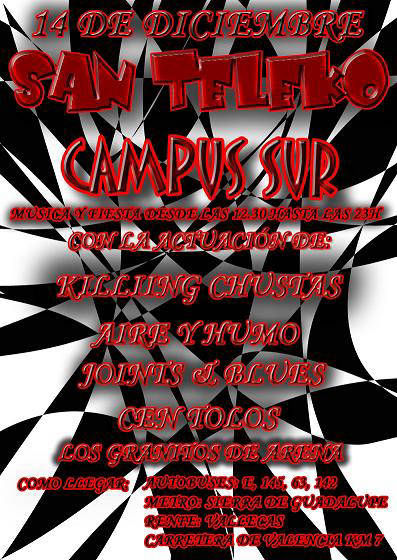 14 DE DICIEMBRE
SAN TELEKO
CAMPUS SUR
MUSICA Y FIESTA DESDE LAS 12.30 HASTA LAS 23H
CON LA ACTUACIÓN DE:
KILLIING CHUSTAS
AIRE Y HUMO
JOINTS & BLUES
CEN TOLOS
LOS GRANITOS DE ARENA
COMO LLEGAR: AUTOBUSES: E, 145, 63, 142
METRO: SIERRA DE GUADALUPE
RENFE: VALLECAS
CARRETERA DE VALENCIA KM 7